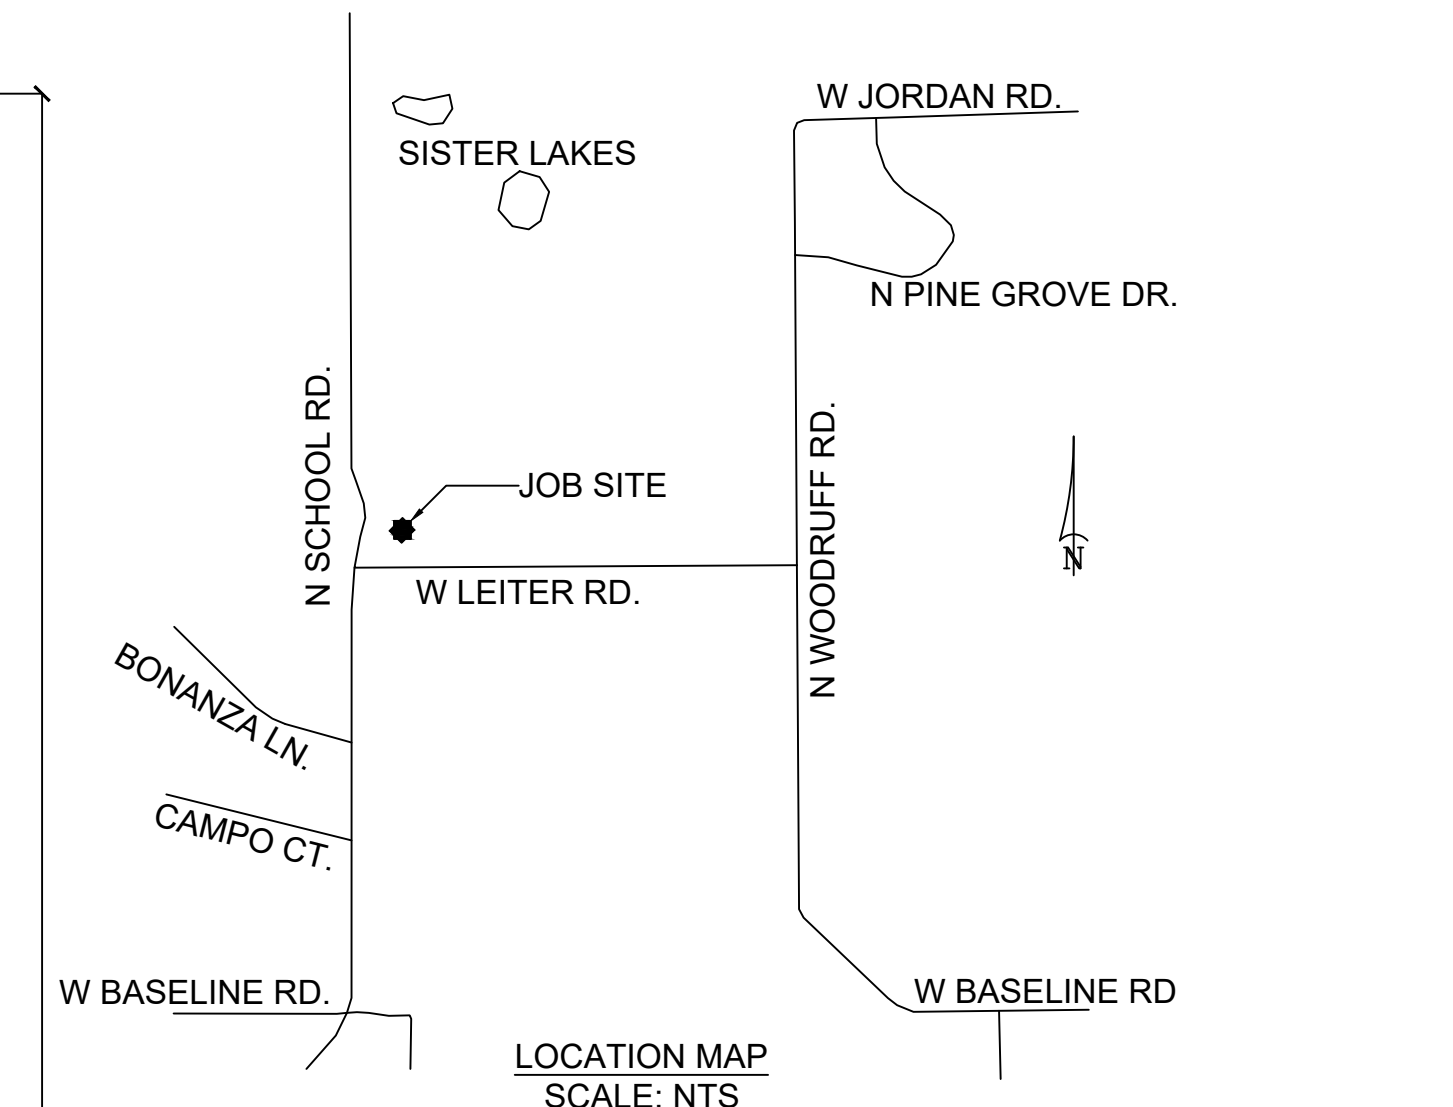 W JORDAN RD.
SISTER LAKES
N PINE GROVE DR.
N SCHOOL RD.
N WOODRUFF RD.
JOB SITE
N
W LEITER RD.
BONANZA LN.
CAMPO CT.
W BASELINE RD.
W BASELINE RD
LOCATION MAP
SCALE: NTS